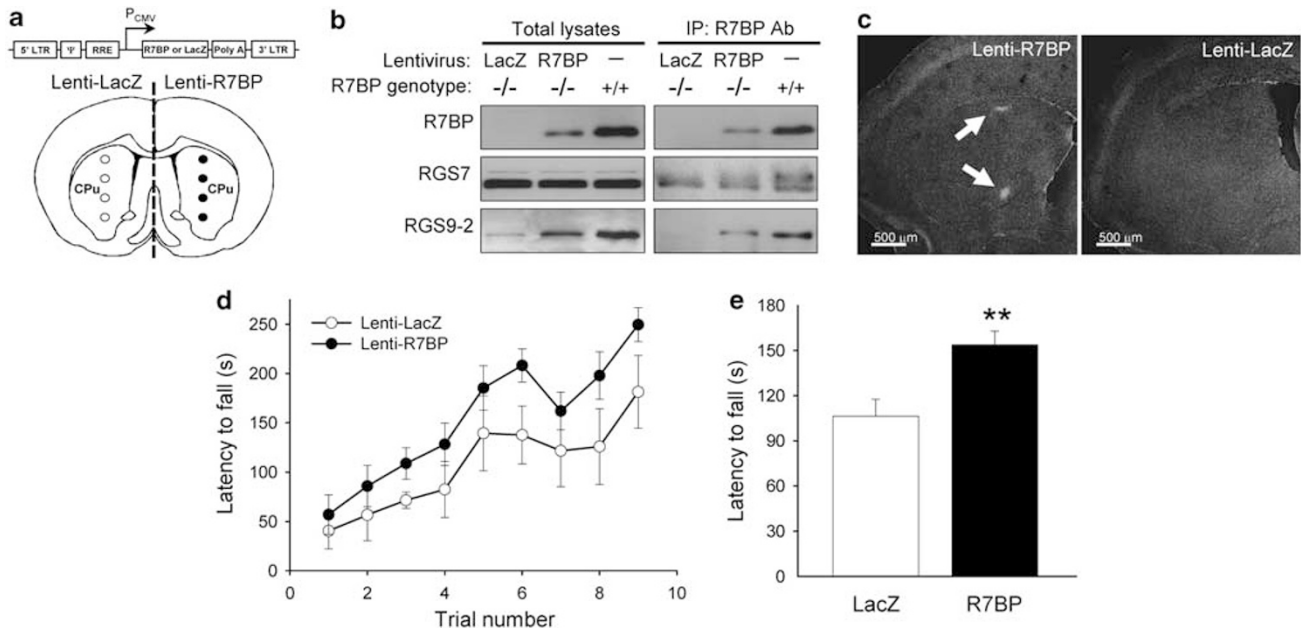 a
P CMV
5' LTR Ψ RRE R7BP or LacZ Poly A 3' LTR
Lenti-LacZ Lenti-R7BP
CPu CPu
b
Total lysates IP: R7BP Ab
Lentivirus: LacZ R7BP – LacZ R7BP –
R7BP genotype: -/- -/- +/+ -/- -/- +/+
R7BP
RGS7
RGS9-2
c
Lenti-R7BP Lenti-LacZ
500 µm 500 µm
d
Lenti-LacZ
Lenti-R7BP
Latency to fall (s)
250
200
150
100
50
0
0 2 4 6 8 10
Trial number
e
Latency to fall (s)
180
150
120
90
60
30
0
**
LacZ R7BP